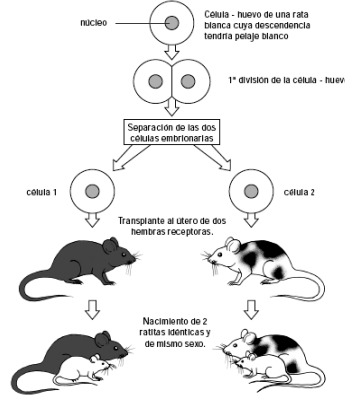 núcleo
Célula - huevo de una rata
blanca cuya descendencia
tendría pelaje blanco
1ª división de la célula - huev
Separación de las dos
células embrionarias
célula 1
célula 2
Transplante al útero de dos
hembras receptoras.
Nacimiento de 2
ratitas idénticas y
de mismo sexo.